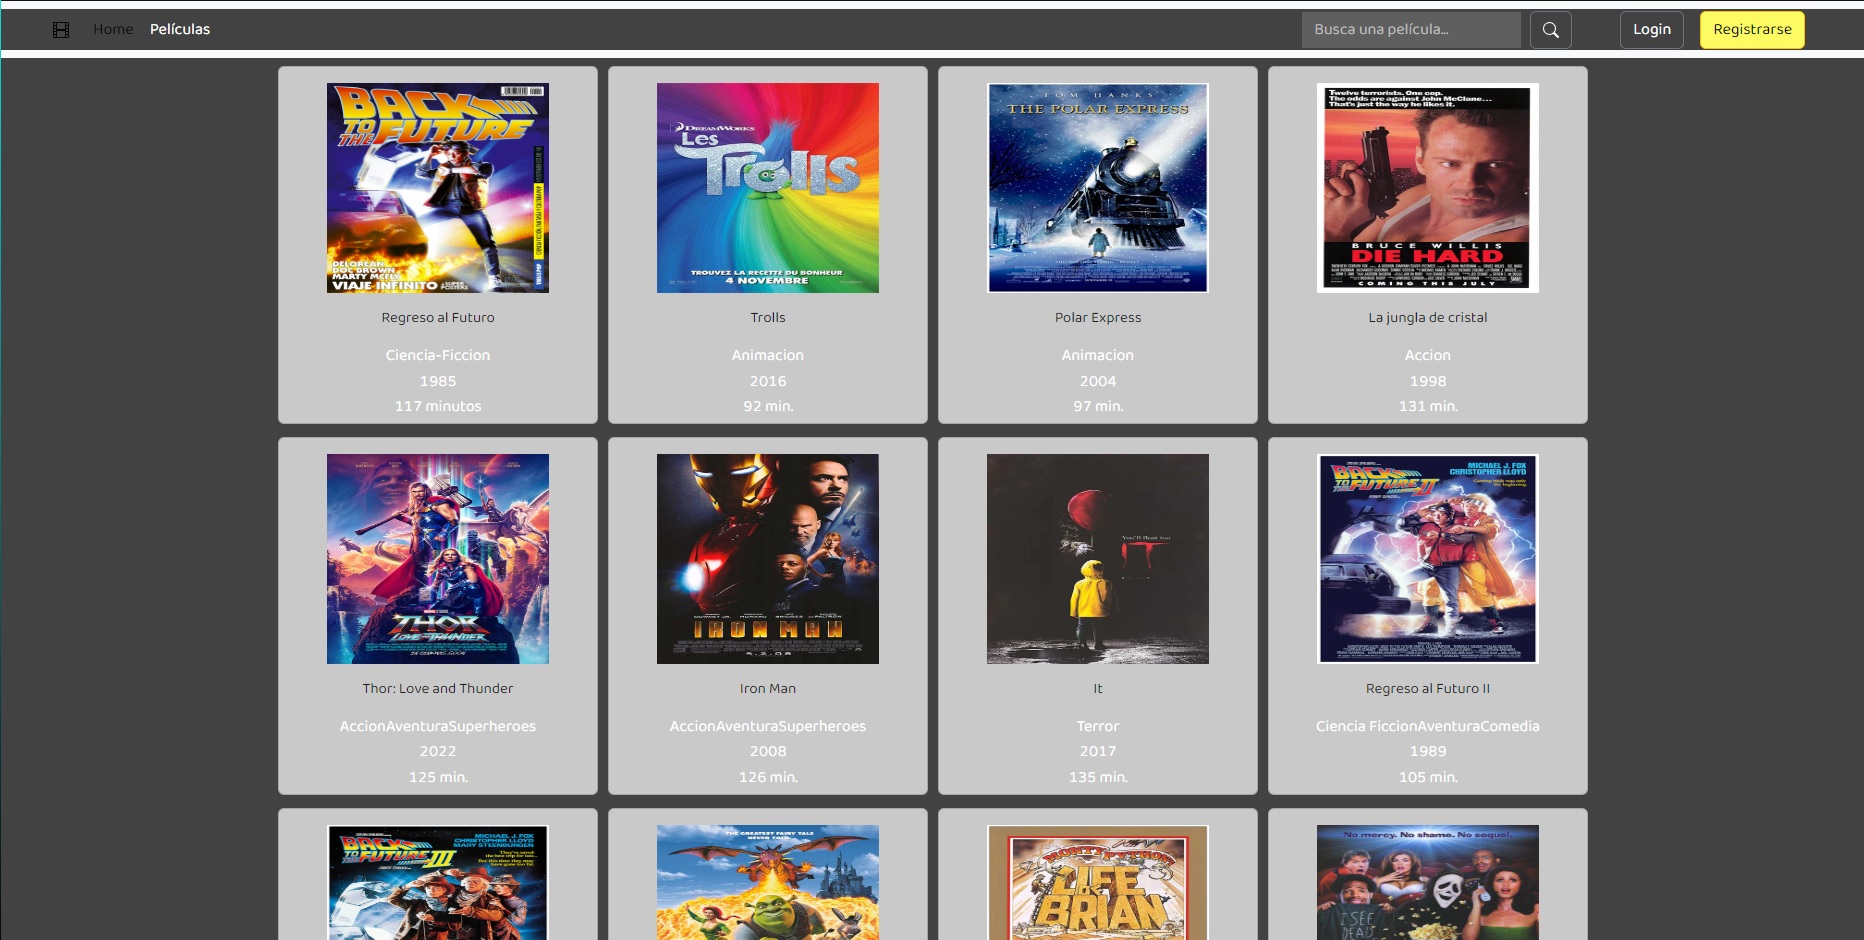 Home Películas Busca una película... Login Registrarse
BACK
TO THE FUTURE
DELOREAN
DOC BROWN
MARTY MCFLY
VIAJE INFINITO
DREAMWORKS
Les
Trolls
TROUVEZ LA RECETTE DU BONHEUR
4 NOVEMBRE
TOM HANKS
THE POLAR EXPRESS
Twelve terrorists. One cop.
The odds are against John McClane...
That's just the way he likes it.
BRUCE WILLIS
DIE HARD
COMING THIS JULY
Regreso al Futuro
Ciencia-Ficcion
1985
117 minutos
Trolls
Animacion
2016
92 min.
Polar Express
Animacion
2004
97 min.
La jungla de cristal
Accion
1998
131 min.
THOR
LOVE AND THUNDER
IRON MAN
5.2.08
You'll float too.
IT
MICHAEL J. FOX
CHRISTOPHER LLOYD
BACK
TO THE FUTURE II
Thor: Love and Thunder
AccionAventuraSuperheroes
2022
125 min.
Iron Man
AccionAventuraSuperheroes
2008
126 min.
It
Terror
2017
135 min.
Regreso al Futuro II
Ciencia FiccionAventuraComedia
1989
105 min.
MICHAEL J. FOX
CHRISTOPHER LLOYD
MARY STEENBURGEN
BACK
TO THE FUTURE III
THE GREATEST FAIRY TALE
NEVER TOLD
MONTY PYTHON
LIFE
OF
BRIAN
No mercy. No shame. No sequel.
I SEE
DEAD